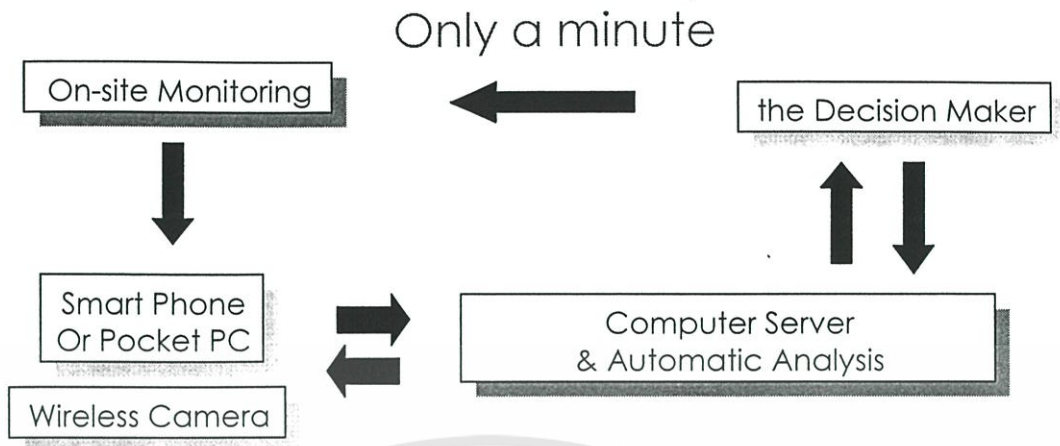 Only a minute
On-site Monitoring
the Decision Maker
Smart Phone
Or Pocket PC
Computer Server
& Automatic Analysis
Wireless Camera